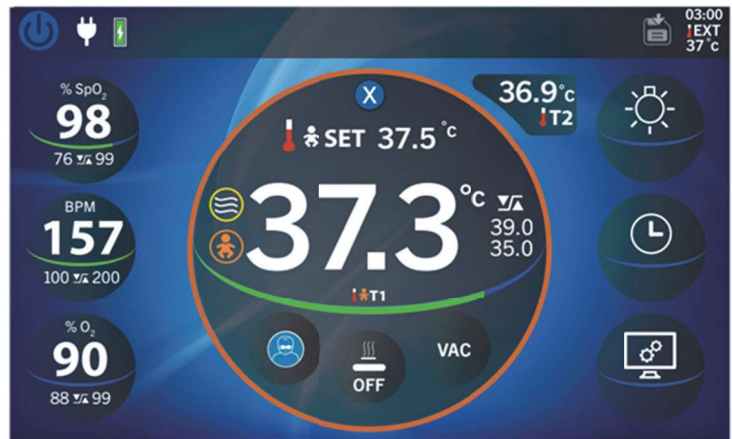 03:00
EXT
37°c
% SpO₂
98
76 99
BPM
157
100 200
% O₂
90
88 99
X
SET 37.5 °c
37.3 °c
39.0
35.0
T1
36.9°c
T2
OFF
VAC